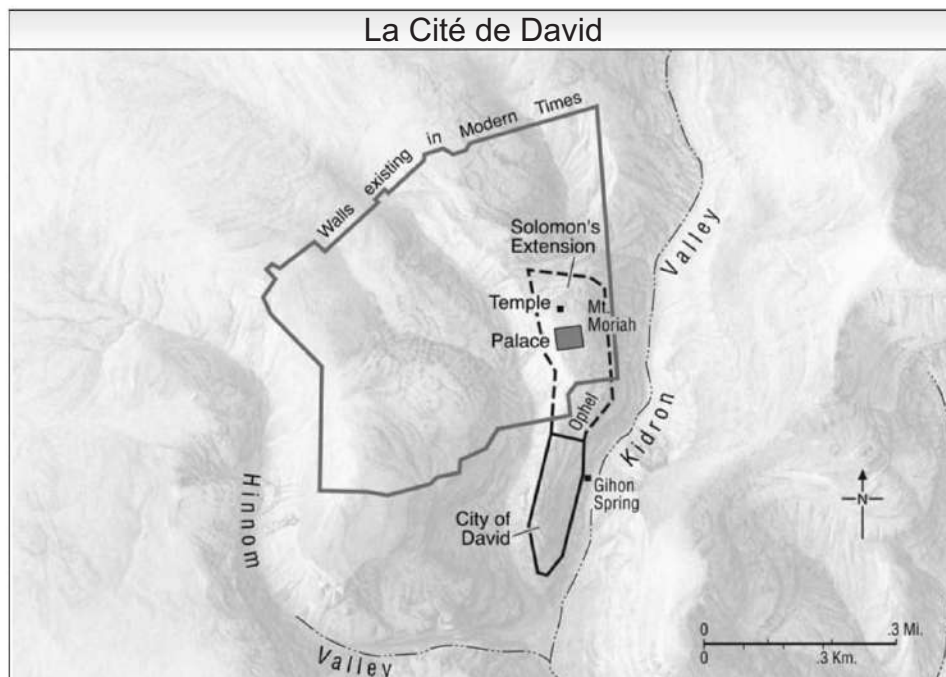 La Cité de David
Walls existing in Modern Times
Solomon's
Extension
Temple
Mt.
Moriah
Palace
Ophel
Valley
Kidron
Gihon
Spring
City of
David
Hinnom
Valley
N
0 .3 Mi.
0 .3 Km.